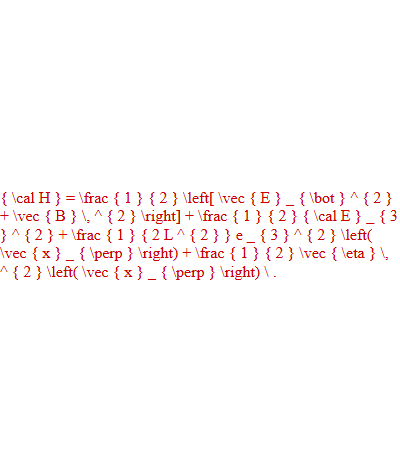 { \cal H } = \frac { 1 } { 2 } \left[ \vec { E } _ { \bot } ^ { 2 }
+ \vec { B } \, ^ { 2 } \right] + \frac { 1 } { 2 } { \cal E } _ { 3
} ^ { 2 } + \frac { 1 } { 2 L ^ { 2 } } e _ { 3 } ^ { 2 } \left(
\vec { x } _ { \perp } \right) + \frac { 1 } { 2 } \vec { \eta } \,
^ { 2 } \left( \vec { x } _ { \perp } \right) \ .